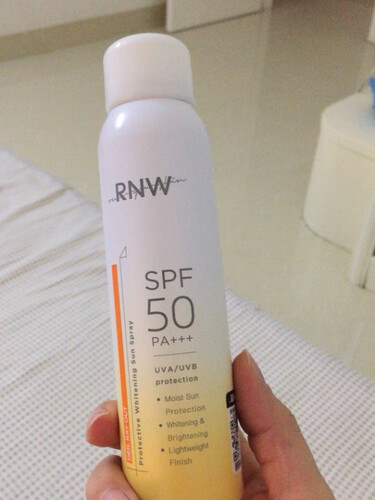 RNW
SPF
50
PA+++
UVA/UVB
protection
• Moist Sun
Protection
• Whitening &
Brightening
• Lightweight
Finish
Protective Whitening Sun Spray